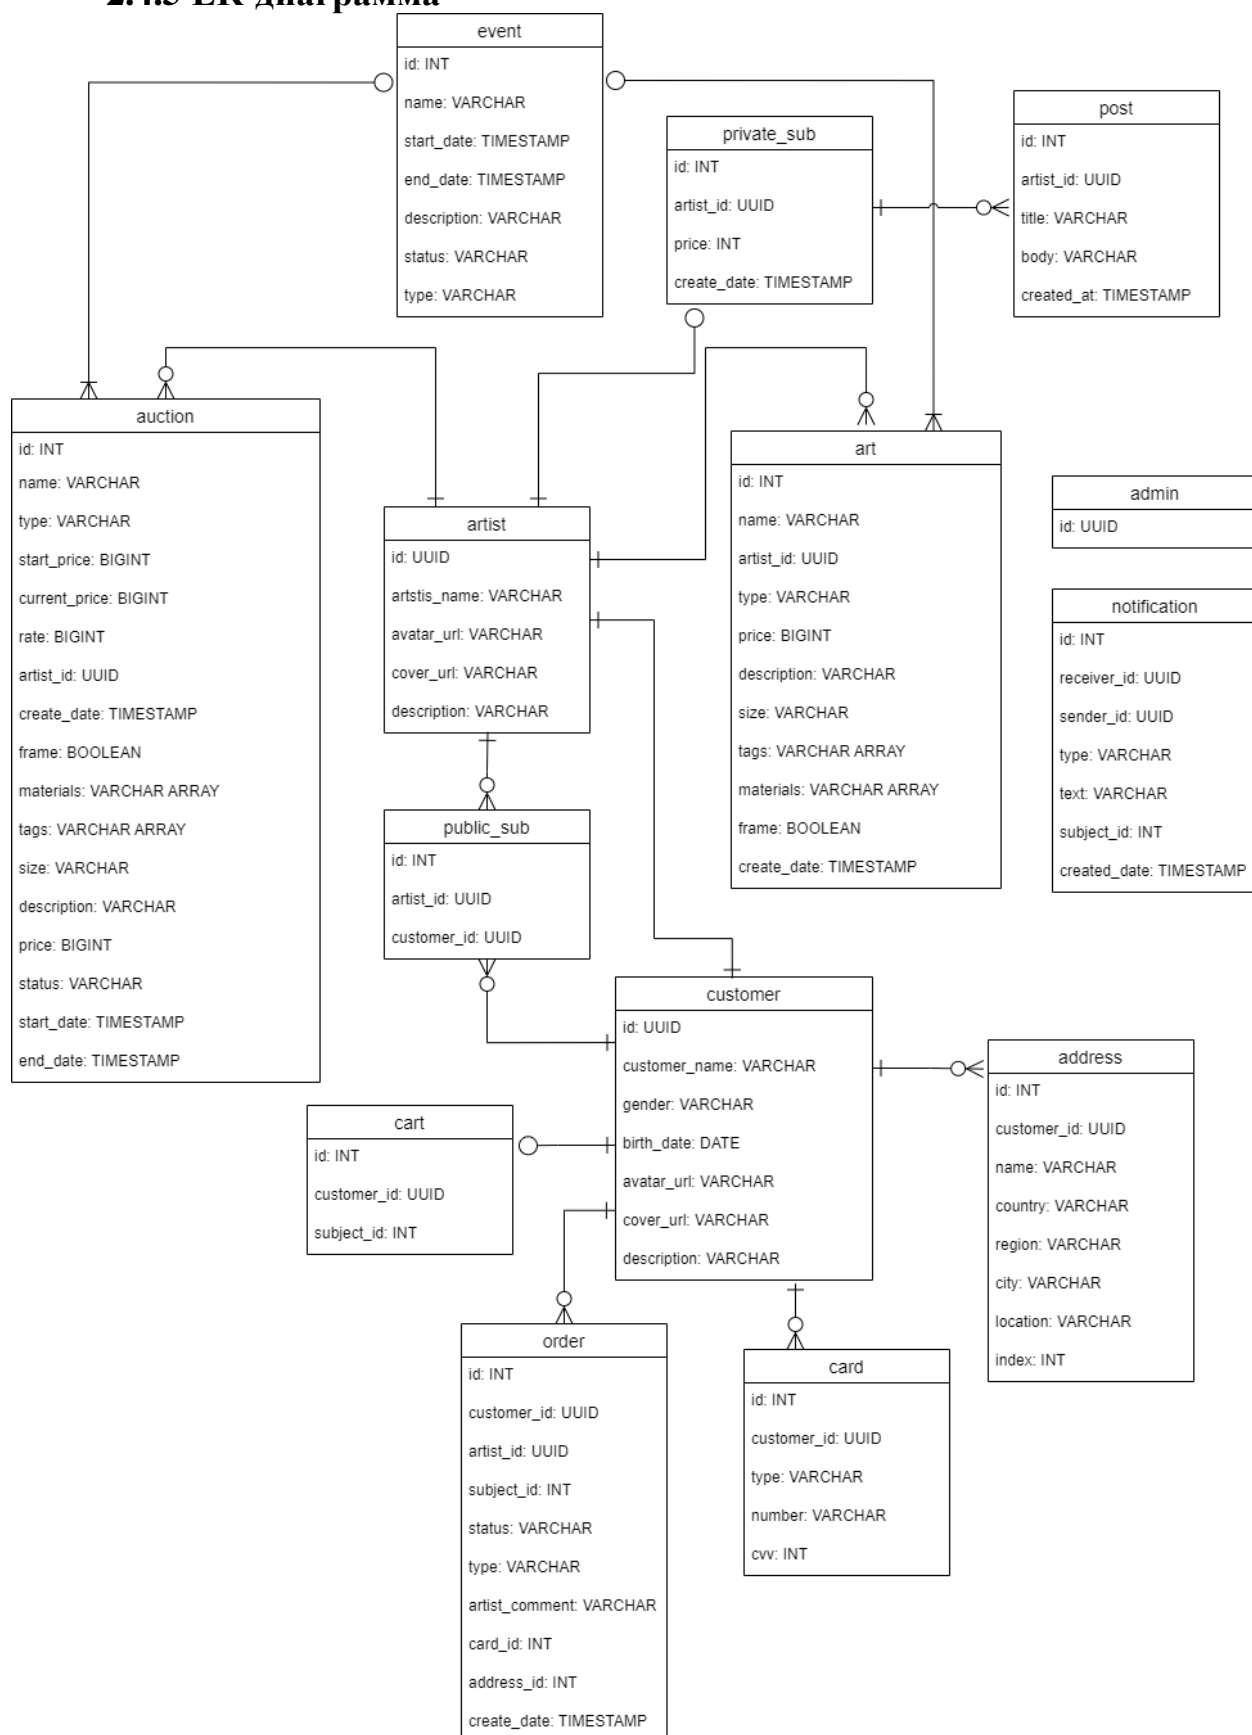 2.4.3 ER диаграмма
event
id: INT
name: VARCHAR
start_date: TIMESTAMP
end_date: TIMESTAMP
description: VARCHAR
status: VARCHAR
type: VARCHAR
private_sub
id: INT
artist_id: UUID
price: INT
create_date: TIMESTAMP
post
id: INT
artist_id: UUID
title: VARCHAR
body: VARCHAR
created_at: TIMESTAMP
auction
id: INT
name: VARCHAR
type: VARCHAR
start_price: BIGINT
current_price: BIGINT
rate: BIGINT
artist_id: UUID
create_date: TIMESTAMP
frame: BOOLEAN
materials: VARCHAR ARRAY
tags: VARCHAR ARRAY
size: VARCHAR
description: VARCHAR
price: BIGINT
status: VARCHAR
start_date: TIMESTAMP
end_date: TIMESTAMP
artist
id: UUID
artstis_name: VARCHAR
avatar_url: VARCHAR
cover_url: VARCHAR
description: VARCHAR
art
id: INT
name: VARCHAR
artist_id: UUID
type: VARCHAR
price: BIGINT
description: VARCHAR
size: VARCHAR
tags: VARCHAR ARRAY
materials: VARCHAR ARRAY
frame: BOOLEAN
create_date: TIMESTAMP
admin
id: UUID
notification
id: INT
receiver_id: UUID
sender_id: UUID
type: VARCHAR
text: VARCHAR
subject_id: INT
created_date: TIMESTAMP
public_sub
id: INT
artist_id: UUID
customer_id: UUID
customer
id: UUID
customer_name: VARCHAR
gender: VARCHAR
birth_date: DATE
avatar_url: VARCHAR
cover_url: VARCHAR
description: VARCHAR
address
id: INT
customer_id: UUID
name: VARCHAR
country: VARCHAR
region: VARCHAR
city: VARCHAR
location: VARCHAR
index: INT
cart
id: INT
customer_id: UUID
subject_id: INT
order
id: INT
customer_id: UUID
artist_id: UUID
subject_id: INT
status: VARCHAR
type: VARCHAR
artist_comment: VARCHAR
card_id: INT
address_id: INT
create_date: TIMESTAMP
card
id: INT
customer_id: UUID
type: VARCHAR
number: VARCHAR
cvv: INT